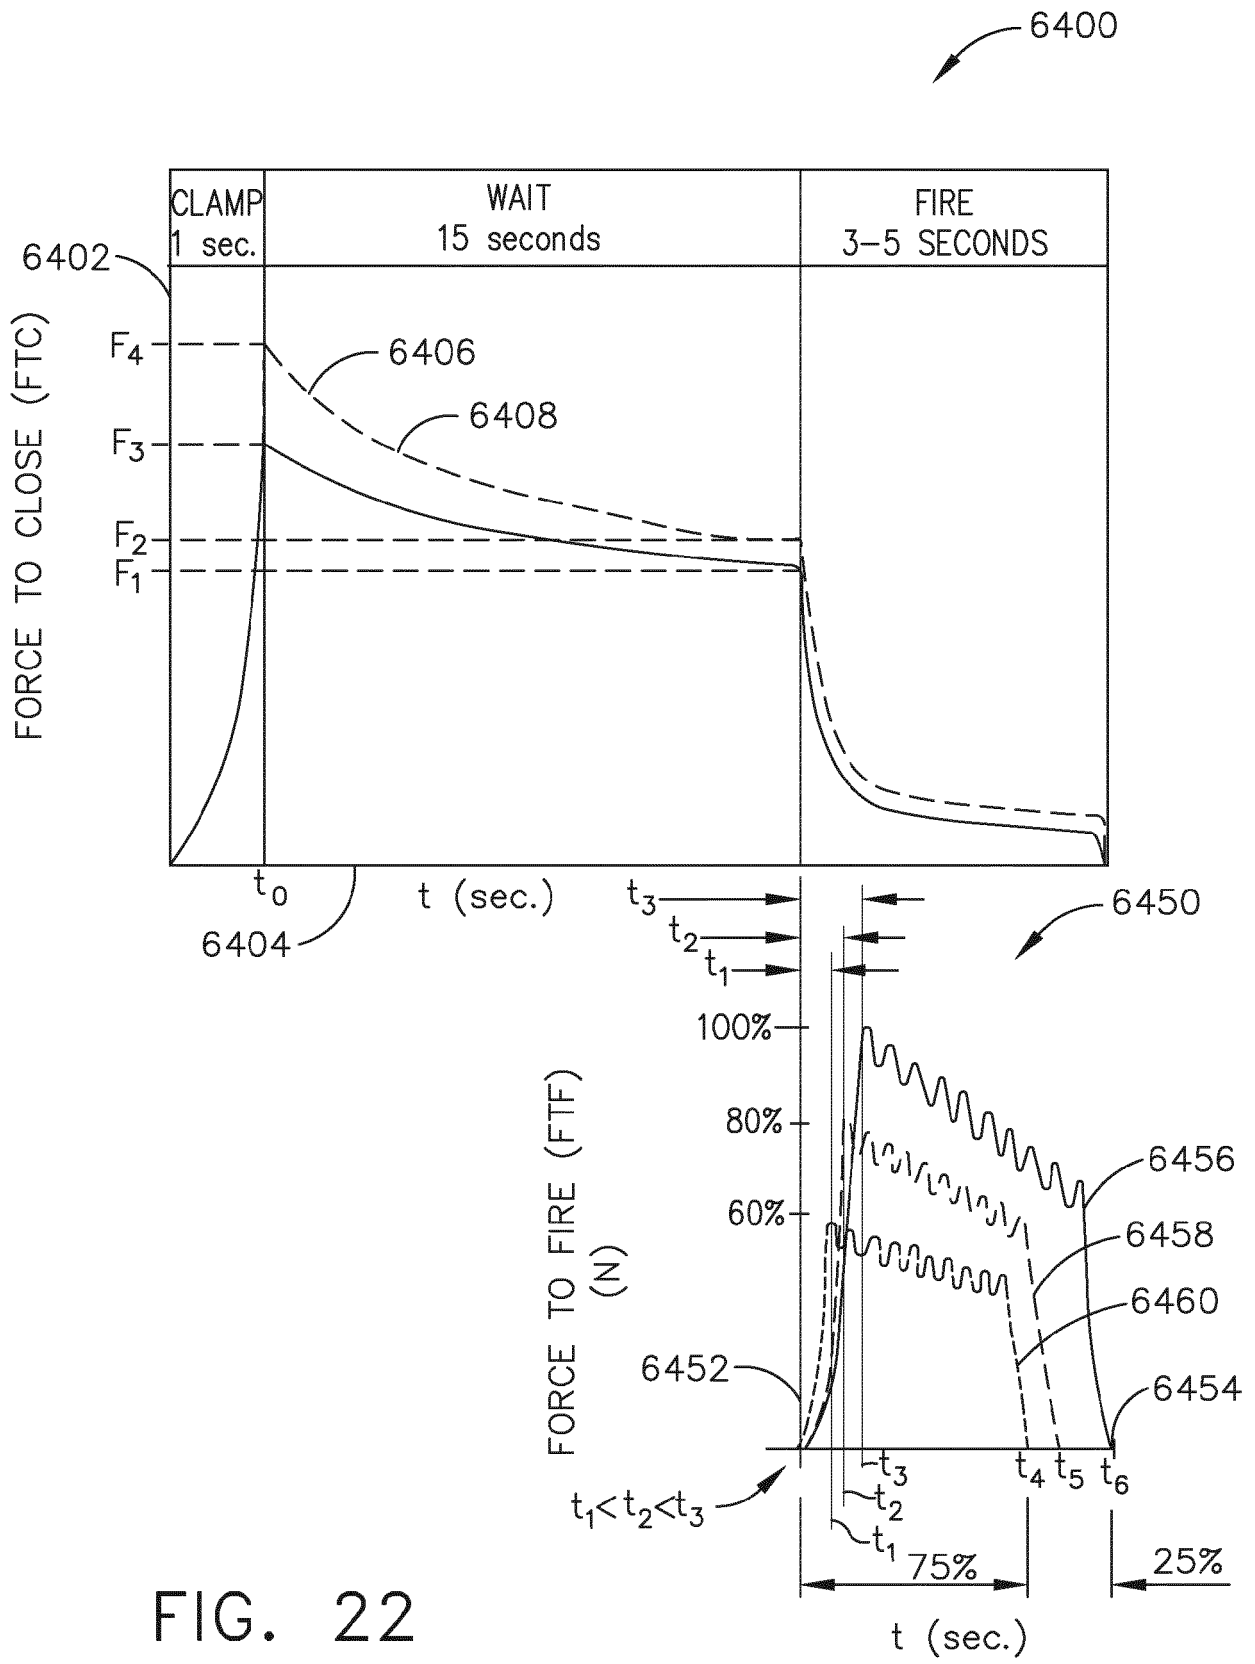 6400
CLAMP
1 sec.
WAIT
15 seconds
FIRE
3-5 SECONDS
6402
FORCE TO CLOSE (FTC)
F4
F3
F2
F1
6406
6408
t0
t (sec.)
6404
t3
t2
t1
6450
100%
80%
60%
FORCE TO FIRE (FTF)
(N)
6456
6458
6460
6452
6454
t3
t2
t1
t4
t5
t6
t1<t2<t3
75%
25%
t (sec.)
FIG. 22